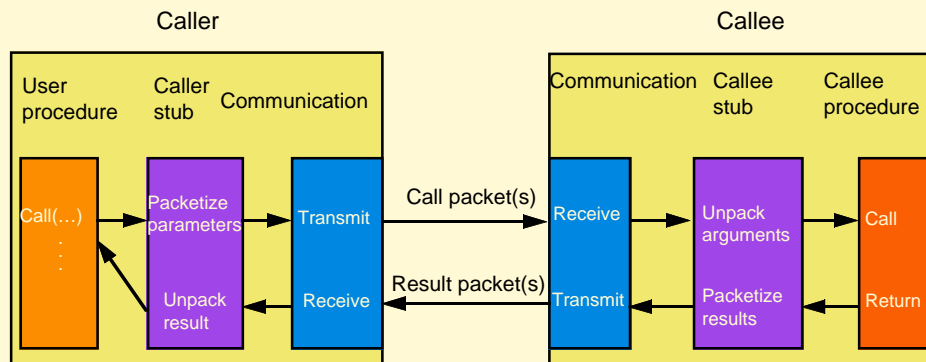 Caller
Callee
User
procedure
Caller
stub
Communication
Communication
Callee
stub
Callee
procedure
Call(…)
.
.
.
Packetize
parameters
Transmit
Call packet(s)
Receive
Unpack
arguments
Call
Unpack
result
Receive
Result packet(s)
Transmit
Packetize
results
Return